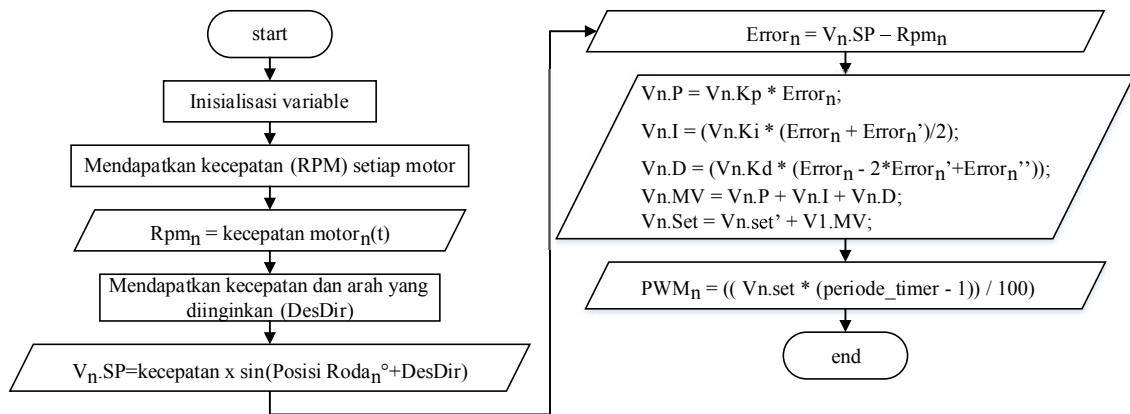 start
Inisialisasi variable
Mendapatkan kecepatan (RPM) setiap motor
Rpmn = kecepatan motorn(t)
Mendapatkan kecepatan dan arah yang
diinginkan (DesDir)
Vn.SP=kecepatan x sin(Posisi Rodan°+DesDir)
Errorn = Vn.SP – Rpmn
Vn.P = Vn.Kp * Errorn;
Vn.I = (Vn.Ki * (Errorn + Errorn’)/2);
Vn.D = (Vn.Kd * (Errorn - 2*Errorn’+Errorn’’));
Vn.MV = Vn.P + Vn.I + Vn.D;
Vn.Set = Vn.set’ + V1.MV;
PWMn = (( Vn.set * (periode_timer - 1)) / 100)
end